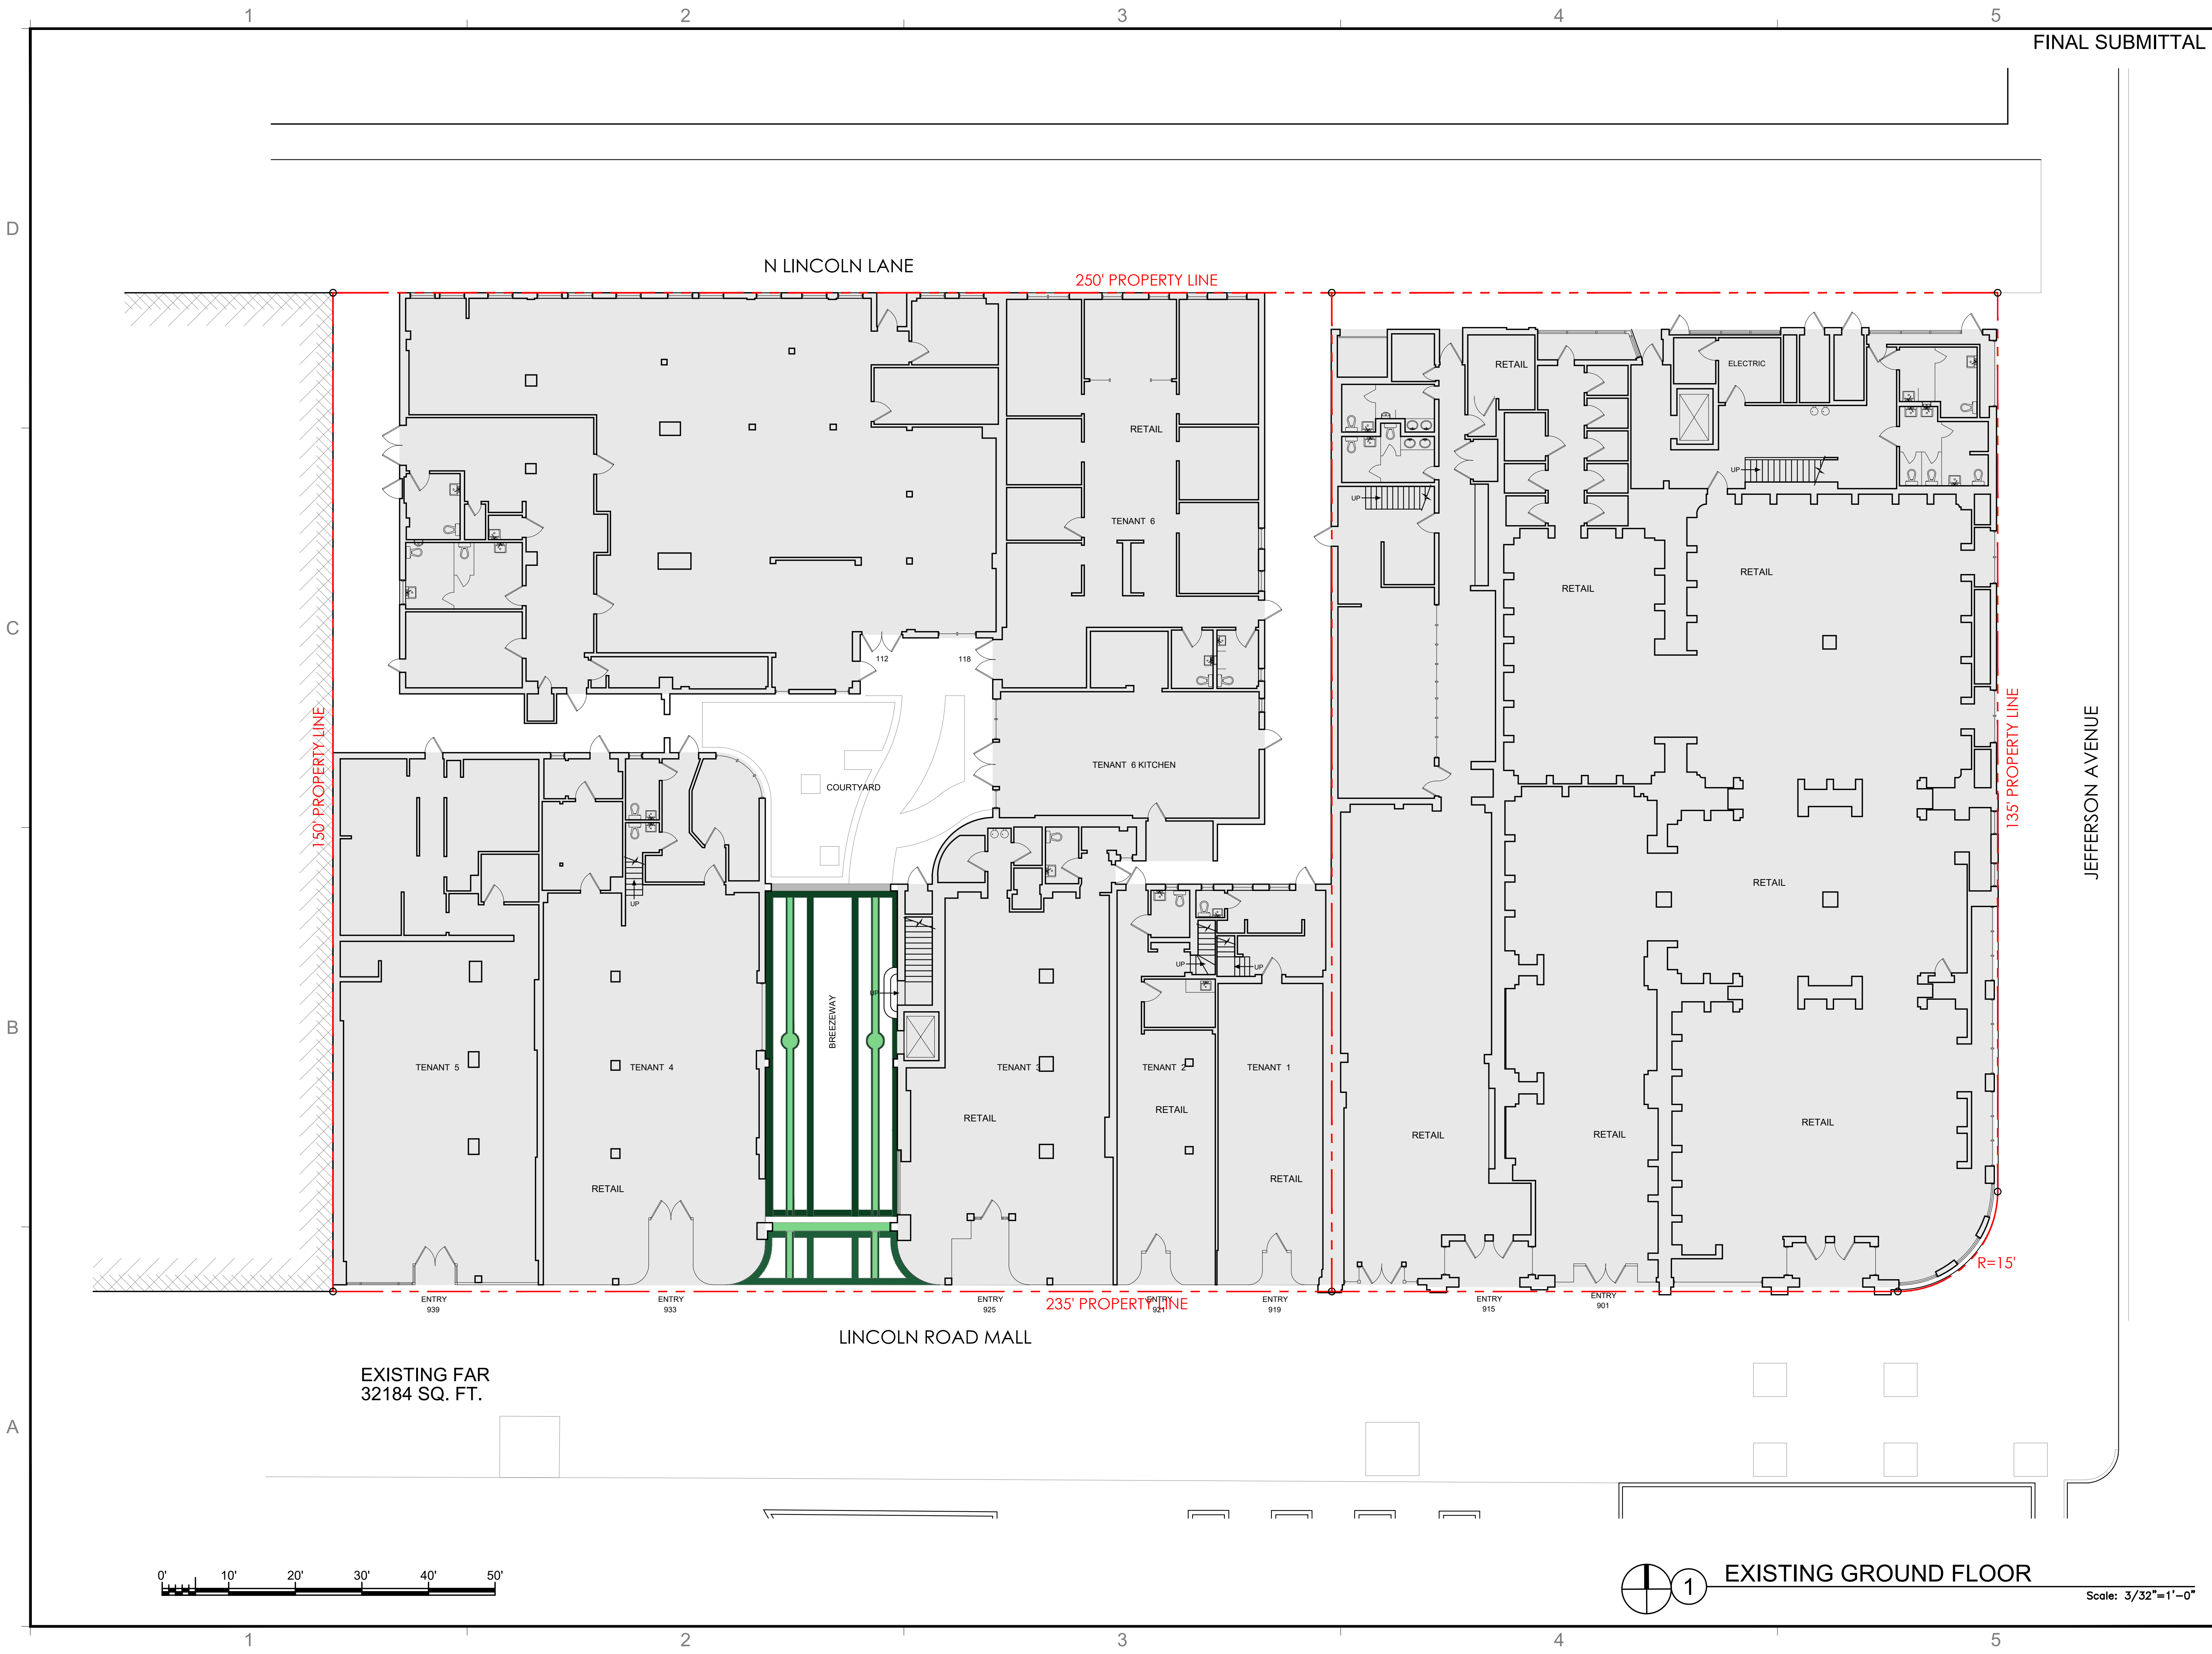 1 2 3 4 5
FINAL SUBMITTAL
D
N LINCOLN LANE
250' PROPERTY LINE
RETAIL
ELECTRIC
RETAIL
UP
UP
TENANT 6
RETAIL
RETAIL
C
112
118
150' PROPERTY LINE
135' PROPERTY LINE
JEFFERSON AVENUE
TENANT 6 KITCHEN
COURTYARD
RETAIL
UP
UP
UP
UP
BREEZEWAY
B
TENANT 5
TENANT 4
TENANT 3
TENANT 2
TENANT 1
RETAIL
RETAIL
RETAIL
RETAIL
RETAIL
RETAIL
RETAIL
R=15'
ENTRY
939
ENTRY
933
ENTRY
925
235' PROPERTY LINE
ENTRY
921
ENTRY
919
ENTRY
915
ENTRY
901
LINCOLN ROAD MALL
EXISTING FAR
32184 SQ. FT.
A
0' 10' 20' 30' 40' 50'
1
EXISTING GROUND FLOOR
Scale: 3/32"=1'-0"
1 2 3 4 5